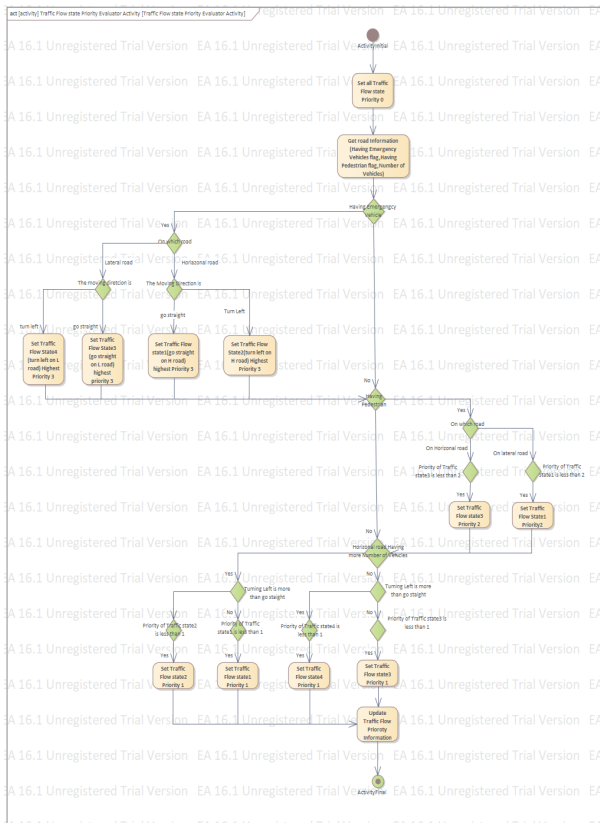 act [activity] Traffic Flow state Priority Evaluator Activity [Traffic Flow state Priority Evaluator Activity]
EA 16.1 Unregistered Trial Version
ActivityInitial
Set all Traffic
Flow state
Priority 0
Get road Information
(Having Emergency
Vehicles flag,Having
Pedestrian flag,Number of
Vehicles)
Having Emergengcy
Vehicle
Yes
On which road
Lateral road
Horiazonal road
The moving direction is
The Moving Direction is
turn left
go straight
go straight
Turn Left
Set Traffic
Flow State4
(turn left on L
road) Highest
Priority 3
Set Traffic
Flow State3
(go straight
on L road)
highest
priority 3
Set Traffic Flow
state1(go straight
on H road)
highest Priority 3
Set Traffic Flow
State2(turn left on
H road) Highest
Priority 3
No
Having
Pedestrian
Yes
On which road
On Horizonal road
On lateral road
Priority of Traffic
state3 is less than 2
Priority of Traffic
state1 is less than 2
Yes
Yes
Set Traffic
Flow state3
Priority 2
Set Traffic
Flow State1
Priority2
No
Horizonal road Having
more Number of Vehicles
Yes
No
Turning Left is more
than go staight
Turning Left is more
than go staight
Yes
No
Yes
No
Priority of Traffic state2
is less than 1
Priority of Traffic
state1 is less than 1
Priority of Traffic state4 is
less than 1
Priority of Traffic state3 is
less than 1
Yes
Yes
Yes
Yes
Set Traffic
Flow state2
Priority 1
Set Traffic
Flow state1
Priority 1
Set Traffic
Flow state4
Priority 1
Set Traffic
Flow state3
Priority 1
Update
Traffic Flow
Prioroty
Information
ActivityFinal